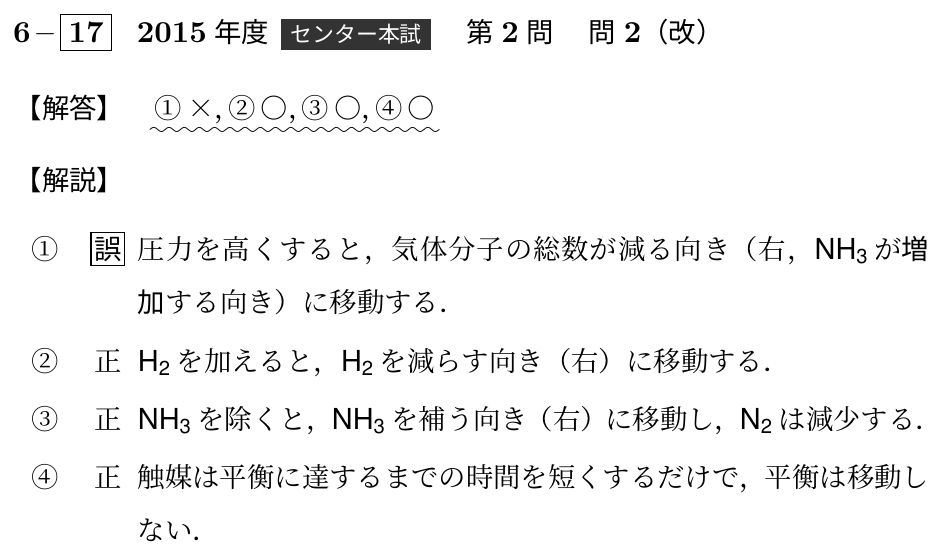 6–17 2015 年度 センター本試 第 2 問 問 2（改）
【解答】 ① ×, ② ○, ③ ○, ④ ○
【解説】
① 誤 圧力を高くすると，気体分子の総数が減る向き（右，NH₃ が増
加する向き）に移動する．
② 正 H₂ を加えると，H₂ を減らす向き（右）に移動する．
③ 正 NH₃ を除くと，NH₃ を補う向き（右）に移動し，N₂ は減少する．
④ 正 触媒は平衡に達するまでの時間を短くするだけで，平衡は移動し
ない．